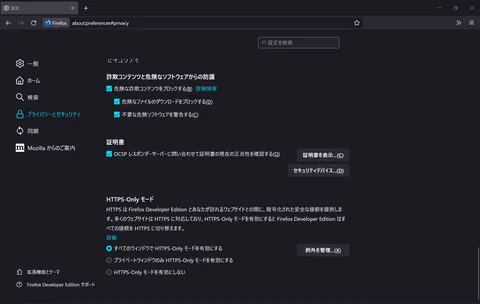 設定
Firefox
about:preferences#privacy
設定を検索
セキュリティ
一般
ホーム
検索
プライバシーとセキュリティ
同期
Mozilla からのご案内
詐欺コンテンツと危険なソフトウェアからの防護
危険な詐欺コンテンツをブロックする(B) 詳細情報
危険なファイルのダウンロードをブロックする(D)
不要な危険ソフトウェアを警告する(C)
証明書
OCSP レスポンダーサーバーに問い合わせて証明書の現在の正当性を確認する(Q)
証明書を表示...(C)
セキュリティデバイス...(D)
HTTPS-Only モード
HTTPS は Firefox Developer Edition とあなたが訪れるウェブサイトとの間に、暗号化された安全な接続を提供しま
す。多くのウェブサイトは HTTPS に対応しており、HTTPS-Only モードを有効にすると Firefox Developer Edition はす
べての接続を HTTPS に切り替えます。
詳細
すべてのウィンドウで HTTPS-Only モードを有効にする
例外を管理...(X)
プライベートウィンドウのみ HTTPS-Only モードを有効にする
HTTPS-Only モードを有効にしない
拡張機能とテーマ
Firefox Developer Edition サポート